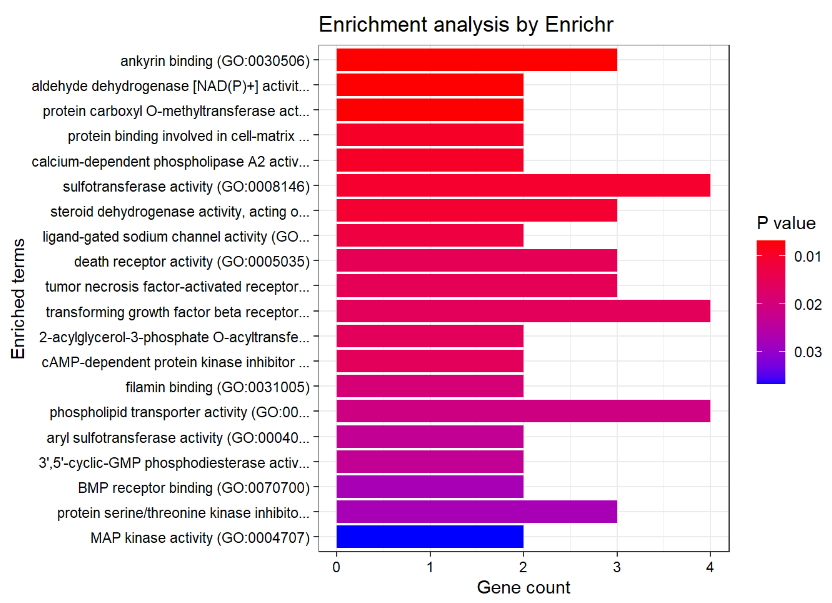 Enrichment analysis by Enrichr
ankyrin binding (GO:0030506)
aldehyde dehydrogenase [NAD(P)+] activit...
protein carboxyl O-methyltransferase act...
protein binding involved in cell-matrix ...
calcium-dependent phospholipase A2 activ...
sulfotransferase activity (GO:0008146)
steroid dehydrogenase activity, acting o...
ligand-gated sodium channel activity (GO...
death receptor activity (GO:0005035)
tumor necrosis factor-activated receptor...
transforming growth factor beta receptor...
2-acylglycerol-3-phosphate O-acyltransfe...
cAMP-dependent protein kinase inhibitor ...
filamin binding (GO:0031005)
phospholipid transporter activity (GO:00...
aryl sulfotransferase activity (GO:00040...
3',5'-cyclic-GMP phosphodiesterase activ...
BMP receptor binding (GO:0070700)
protein serine/threonine kinase inhibito...
MAP kinase activity (GO:0004707)
Enriched terms
0 1 2 3 4
Gene count
P value
0.01
0.02
0.03